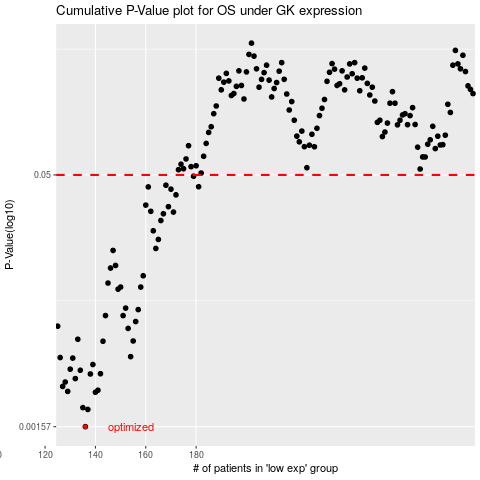 Cumulative P-Value plot for OS under GK expression
0.05
P-Value(log10)
optimized
0.00157
0 120 140 160 180
# of patients in 'low exp' group